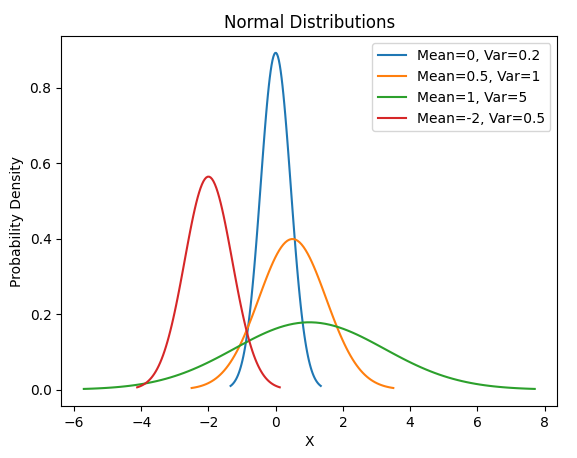 Normal Distributions
Mean=0, Var=0.2
Mean=0.5, Var=1
Mean=1, Var=5
Mean=-2, Var=0.5
Probability Density
0.8
0.6
0.4
0.2
0.0
−6 −4 −2 0 2 4 6 8
X